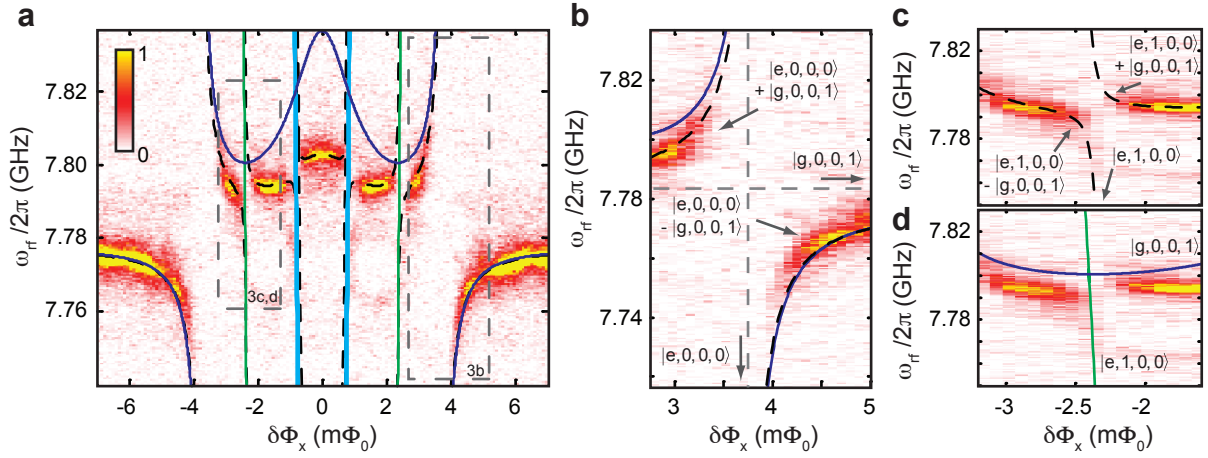 a
1
0
ω_rf /2π (GHz)
7.82
7.80
7.78
7.76
3c,d
3b
-6
-4
-2
0
2
4
6
δΦ_x (mΦ_0)
b
ω_rf /2π (GHz)
7.82
7.78
7.74
|e,0,0,0⟩
+ |g,0,0,1⟩
|g,0,0,1⟩
|e,0,0,0⟩
- |g,0,0,1⟩
|e,0,0,0⟩
3
4
5
δΦ_x (mΦ_0)
c
ω_rf /2π (GHz)
7.82
7.78
|e,1,0,0⟩
+ |g,0,0,1⟩
|e,1,0,0⟩
- |g,0,0,1⟩
|e,1,0,0⟩
d
ω_rf /2π (GHz)
7.82
7.78
|g,0,0,1⟩
|e,1,0,0⟩
-3
-2.5
-2
δΦ_x (mΦ_0)